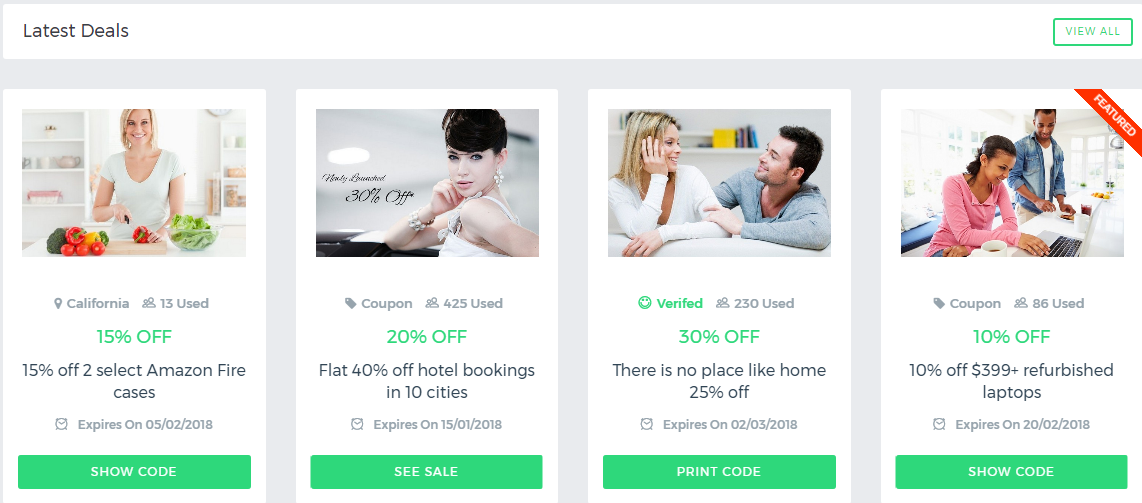 Latest Deals
VIEW ALL
FEATURED
Newly Launched
30% Off*
California 13 Used
15% OFF
15% off 2 select Amazon Fire
cases
Expires On 05/02/2018
SHOW CODE
Coupon 425 Used
20% OFF
Flat 40% off hotel bookings
in 10 cities
Expires On 15/01/2018
SEE SALE
Verifed 230 Used
30% OFF
There is no place like home
25% off
Expires On 02/03/2018
PRINT CODE
Coupon 86 Used
10% OFF
10% off $399+ refurbished
laptops
Expires On 20/02/2018
SHOW CODE